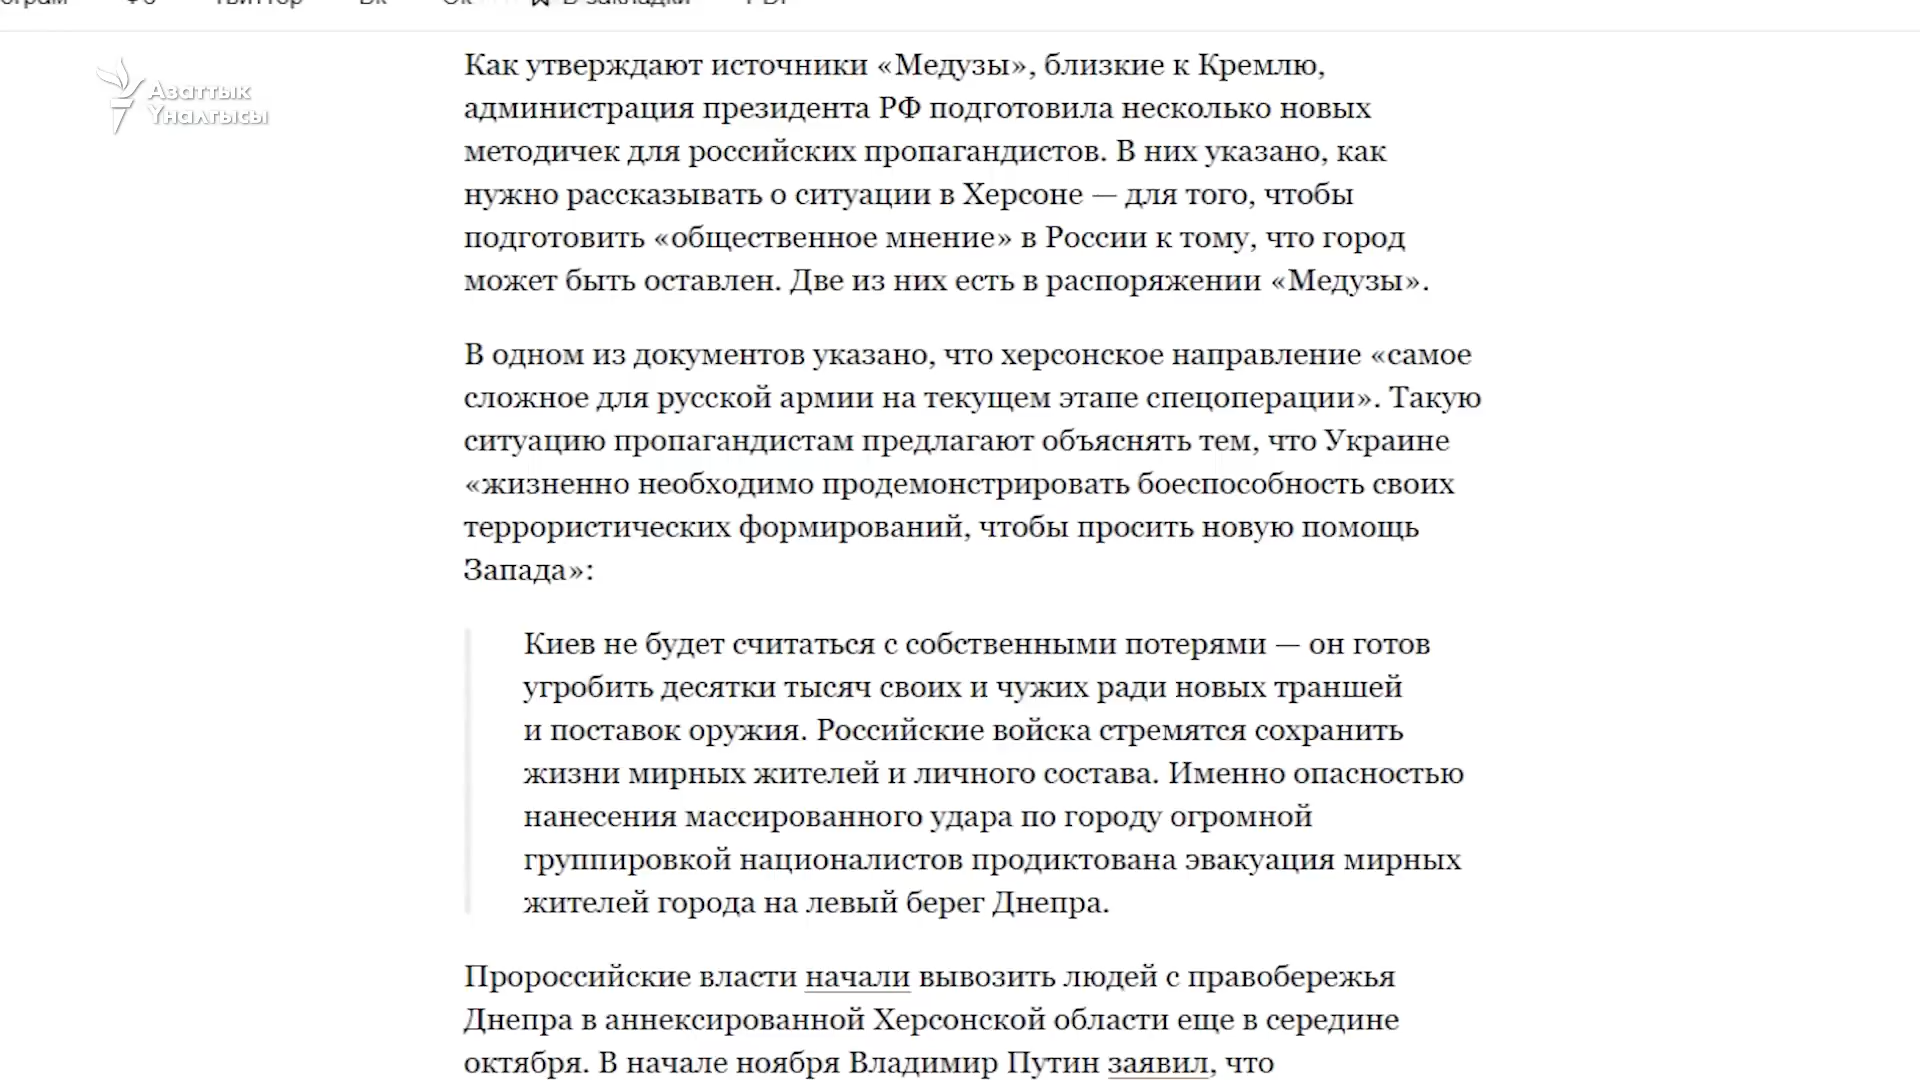 Твиттер В закладки PDF
Азаттык
Үналгысы
Как утверждают источники «Медузы», близкие к Кремлю,
администрация президента РФ подготовила несколько новых
методичек для российских пропагандистов. В них указано, как
нужно рассказывать о ситуации в Херсоне — для того, чтобы
подготовить «общественное мнение» в России к тому, что город
может быть оставлен. Две из них есть в распоряжении «Медузы».
В одном из документов указано, что херсонское направление «самое
сложное для русской армии на текущем этапе спецоперации». Такую
ситуацию пропагандистам предлагают объяснять тем, что Украине
«жизненно необходимо продемонстрировать боеспособность своих
террористических формирований, чтобы просить новую помощь
Запада»:
Киев не будет считаться с собственными потерями — он готов
угробить десятки тысяч своих и чужих ради новых траншей
и поставок оружия. Российские войска стремятся сохранить
жизни мирных жителей и личного состава. Именно опасностью
нанесения массированного удара по городу огромной
группировкой националистов продиктована эвакуация мирных
жителей города на левый берег Днепра.
Пророссийские власти начали вывозить людей с правобережья
Днепра в аннексированной Херсонской области еще в середине
октября. В начале ноября Владимир Путин заявил, что